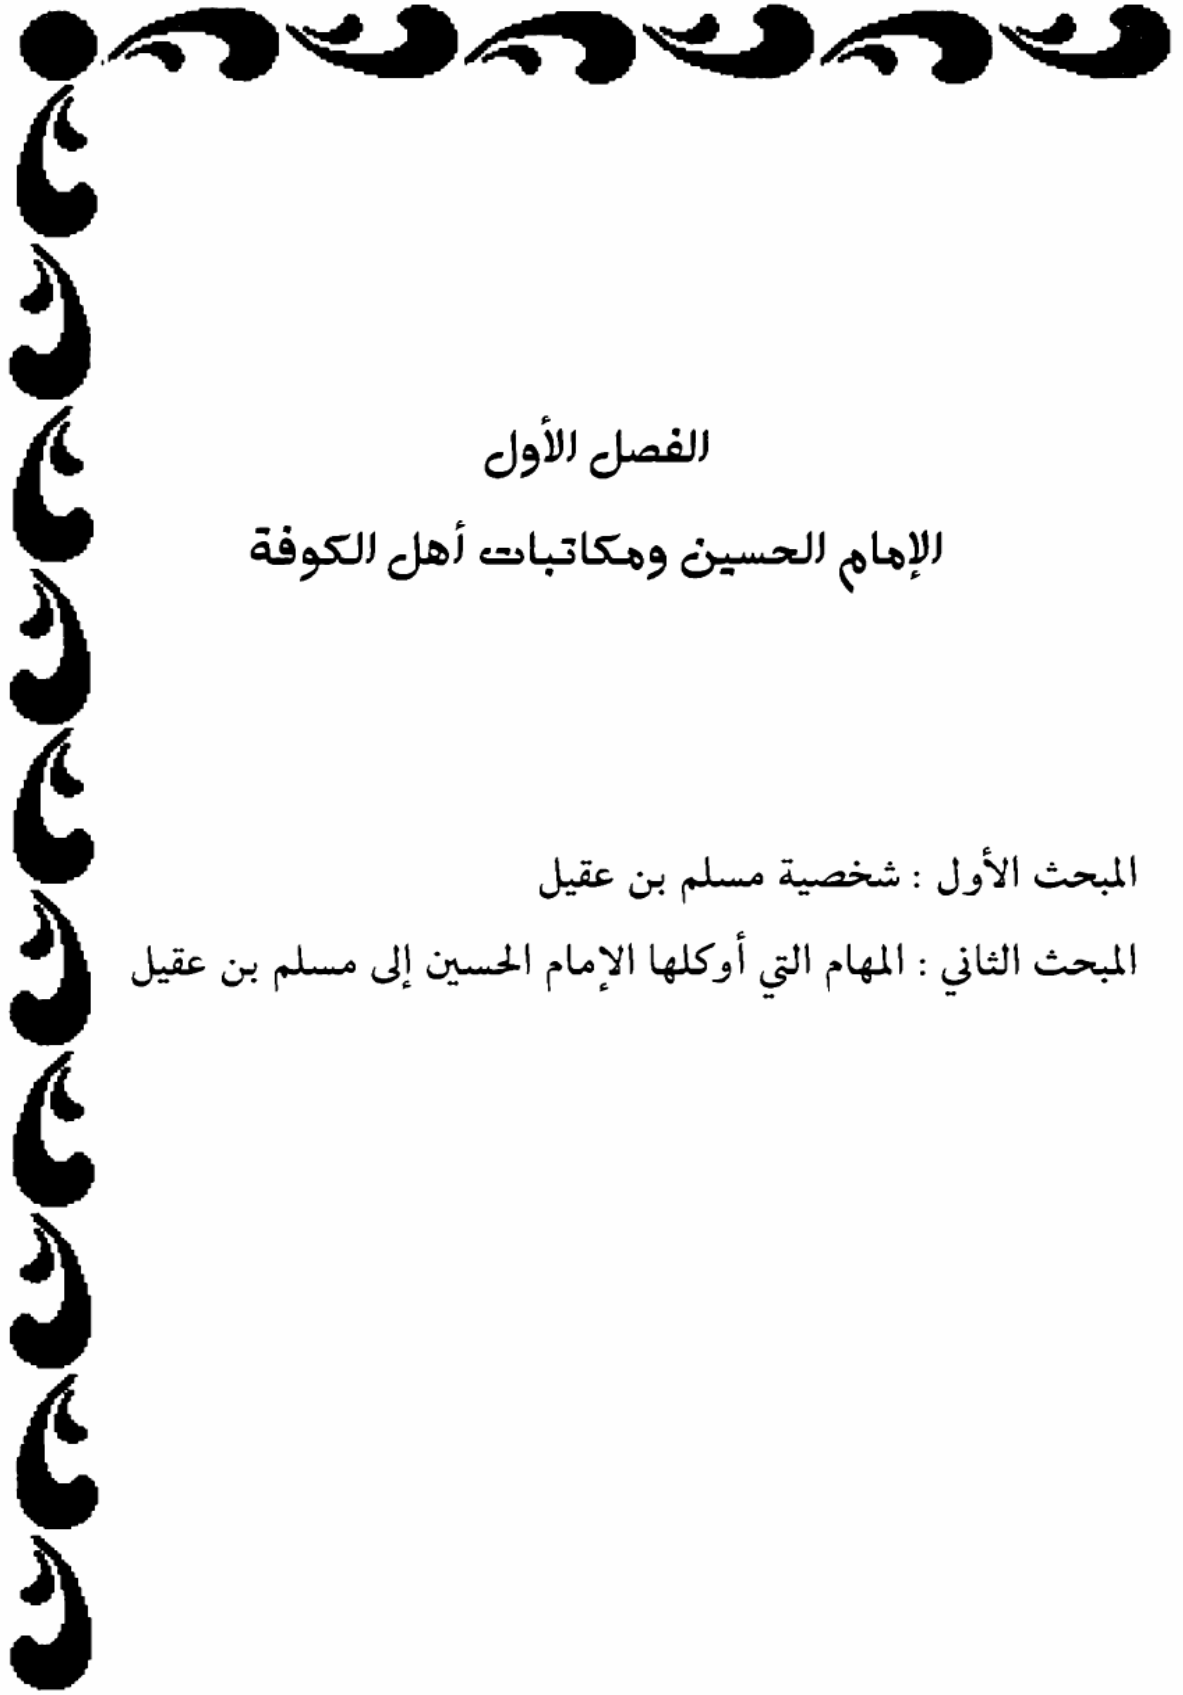 الفصل الأول
الإمام الحسين ومكاتبات أهل الكوفة
المبحث الأول : شخصية مسلم بن عقيل
المبحث الثاني : المهام التي أوكلها الإمام الحسين إلى مسلم بن عقيل